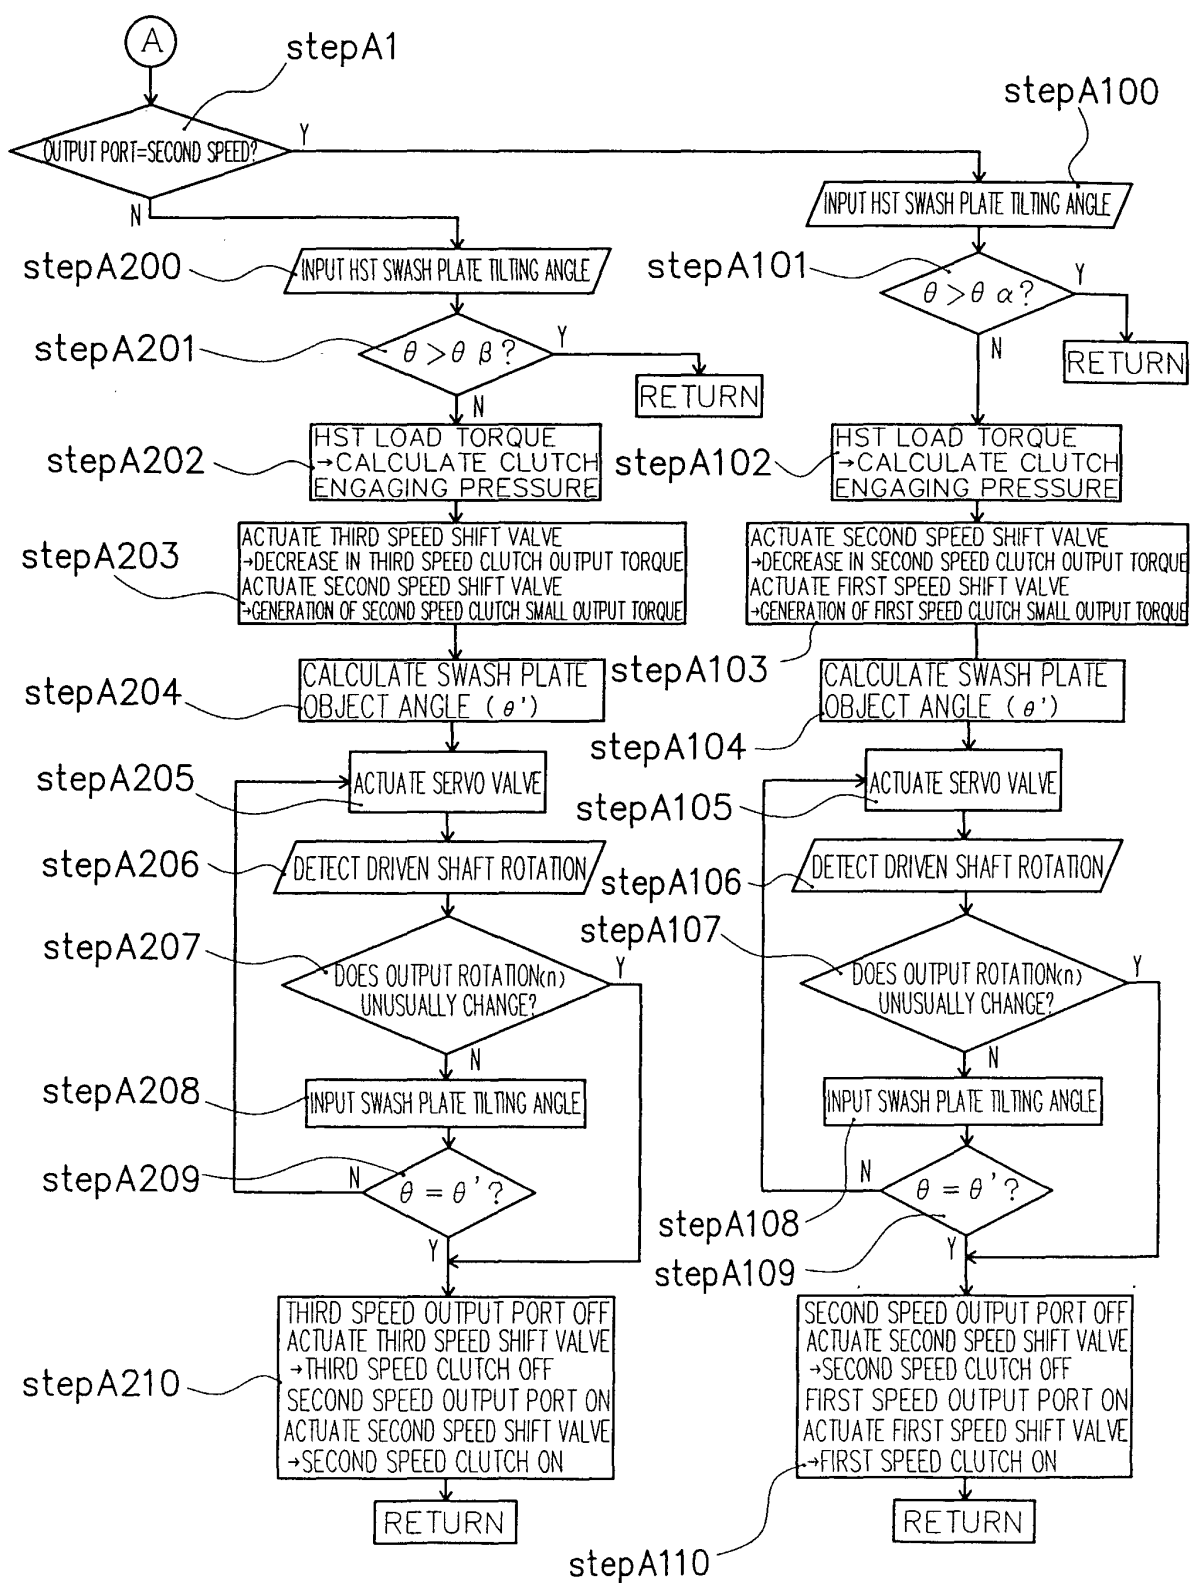 A
stepA1
OUTPUT PORT=SECOND SPEED?
Y
N
stepA100
INPUT HST SWASH PLATE TILTING ANGLE
stepA200
INPUT HST SWASH PLATE TILTING ANGLE
stepA101
θ > θ α?
Y
N
RETURN
stepA201
θ > θ β?
Y
N
RETURN
stepA202
HST LOAD TORQUE
→CALCULATE CLUTCH
ENGAGING PRESSURE
stepA102
HST LOAD TORQUE
→CALCULATE CLUTCH
ENGAGING PRESSURE
stepA203
ACTUATE THIRD SPEED SHIFT VALVE
→DECREASE IN THIRD SPEED CLUTCH OUTPUT TORQUE
ACTUATE SECOND SPEED SHIFT VALVE
→GENERATION OF SECOND SPEED CLUTCH SMALL OUTPUT TORQUE
ACTUATE SECOND SPEED SHIFT VALVE
→DECREASE IN SECOND SPEED CLUTCH OUTPUT TORQUE
ACTUATE FIRST SPEED SHIFT VALVE
→GENERATION OF FIRST SPEED CLUTCH SMALL OUTPUT TORQUE
stepA103
stepA204
CALCULATE SWASH PLATE
OBJECT ANGLE (θ')
CALCULATE SWASH PLATE
OBJECT ANGLE (θ')
stepA104
stepA205
ACTUATE SERVO VALVE
ACTUATE SERVO VALVE
stepA105
stepA206
DETECT DRIVEN SHAFT ROTATION
DETECT DRIVEN SHAFT ROTATION
stepA106
stepA207
DOES OUTPUT ROTATION(n)
UNUSUALLY CHANGE?
Y
N
stepA107
DOES OUTPUT ROTATION(n)
UNUSUALLY CHANGE?
Y
N
stepA208
INPUT SWASH PLATE TILTING ANGLE
INPUT SWASH PLATE TILTING ANGLE
stepA209
N
θ = θ'?
Y
N
θ = θ'?
Y
stepA108
stepA109
stepA210
THIRD SPEED OUTPUT PORT OFF
ACTUATE THIRD SPEED SHIFT VALVE
→THIRD SPEED CLUTCH OFF
SECOND SPEED OUTPUT PORT ON
ACTUATE SECOND SPEED SHIFT VALVE
→SECOND SPEED CLUTCH ON
SECOND SPEED OUTPUT PORT OFF
ACTUATE SECOND SPEED SHIFT VALVE
→SECOND SPEED CLUTCH OFF
FIRST SPEED OUTPUT PORT ON
ACTUATE FIRST SPEED SHIFT VALVE
→FIRST SPEED CLUTCH ON
RETURN
RETURN
stepA110